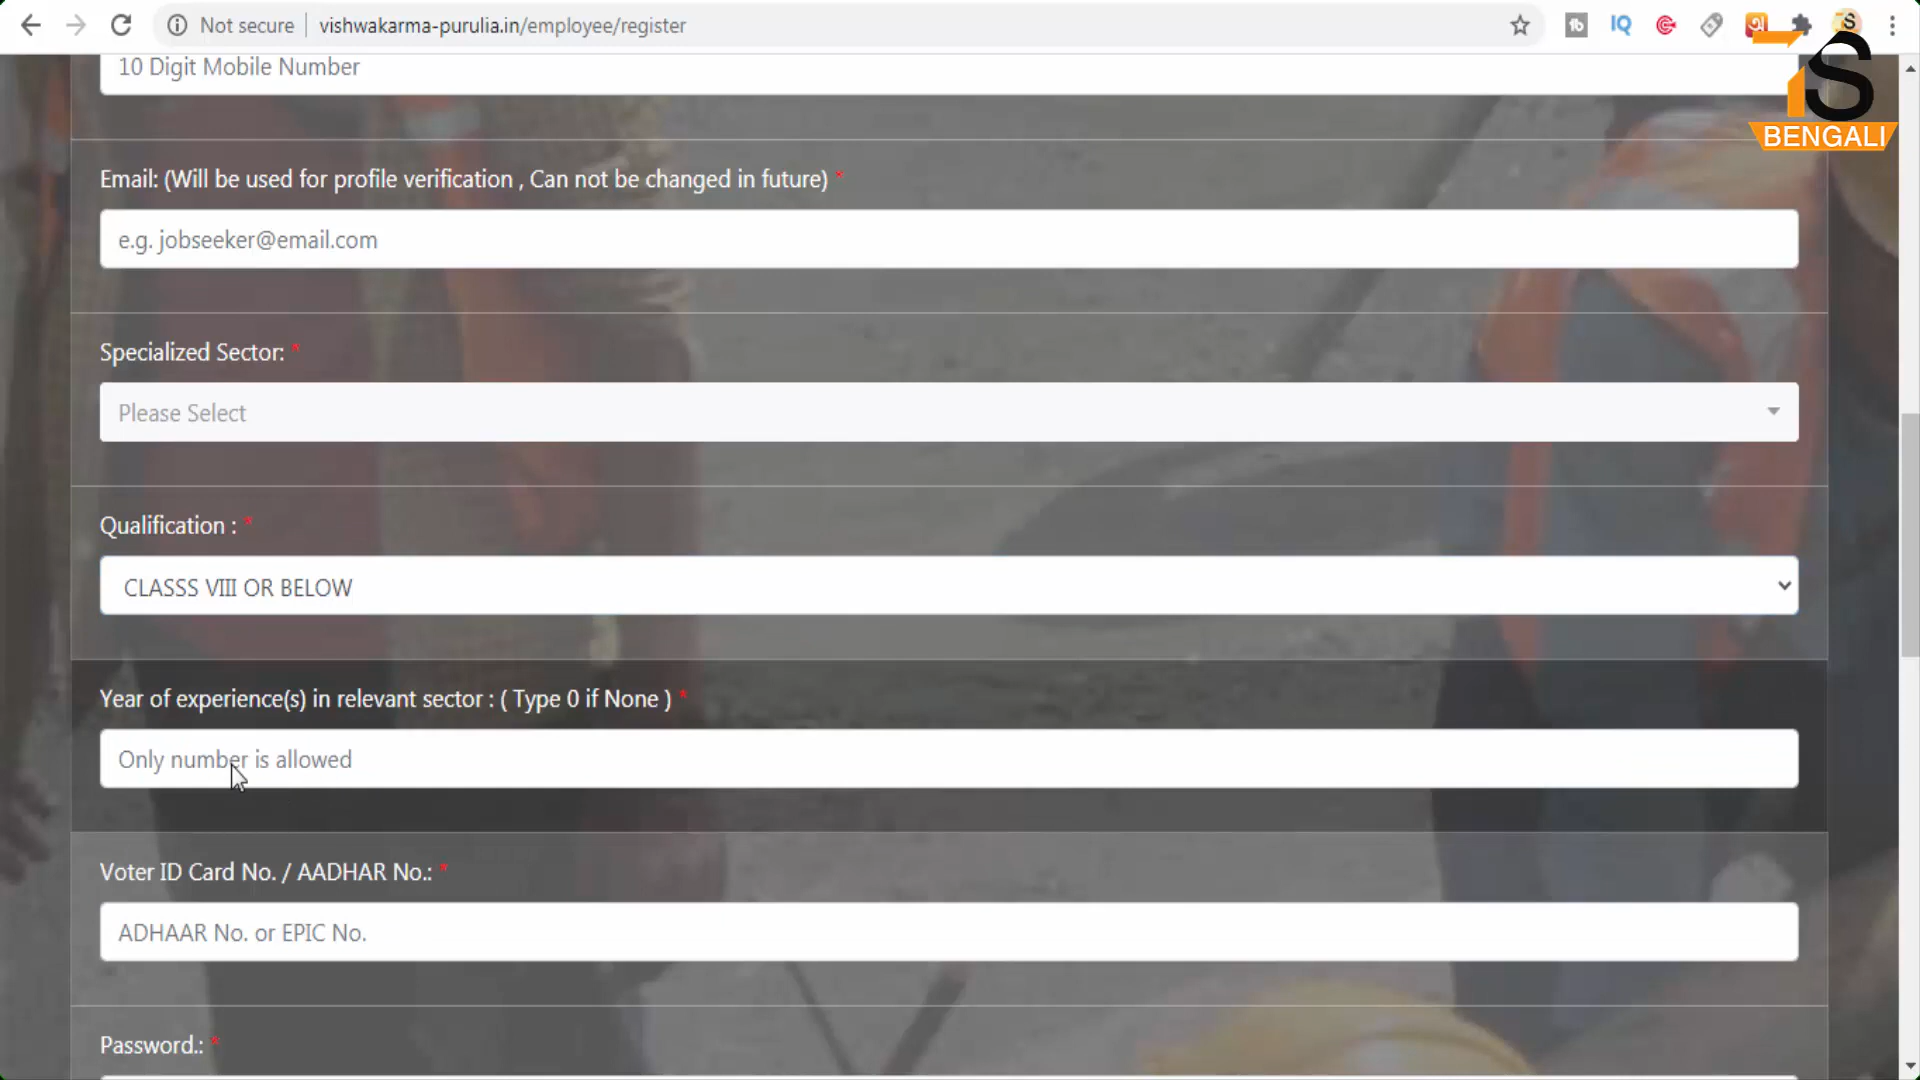 Not secure
vishwakarma-purulia.in/employee/register
10 Digit Mobile Number
S
BENGALI
Email: (Will be used for profile verification , Can not be changed in future) *
e.g. jobseeker@email.com
Specialized Sector: *
Please Select
Qualification : *
CLASSS VIII OR BELOW
Year of experience(s) in relevant sector : ( Type 0 if None ) *
Only number is allowed
Voter ID Card No. / AADHAR No.: *
ADHAAR No. or EPIC No.
Password.: *